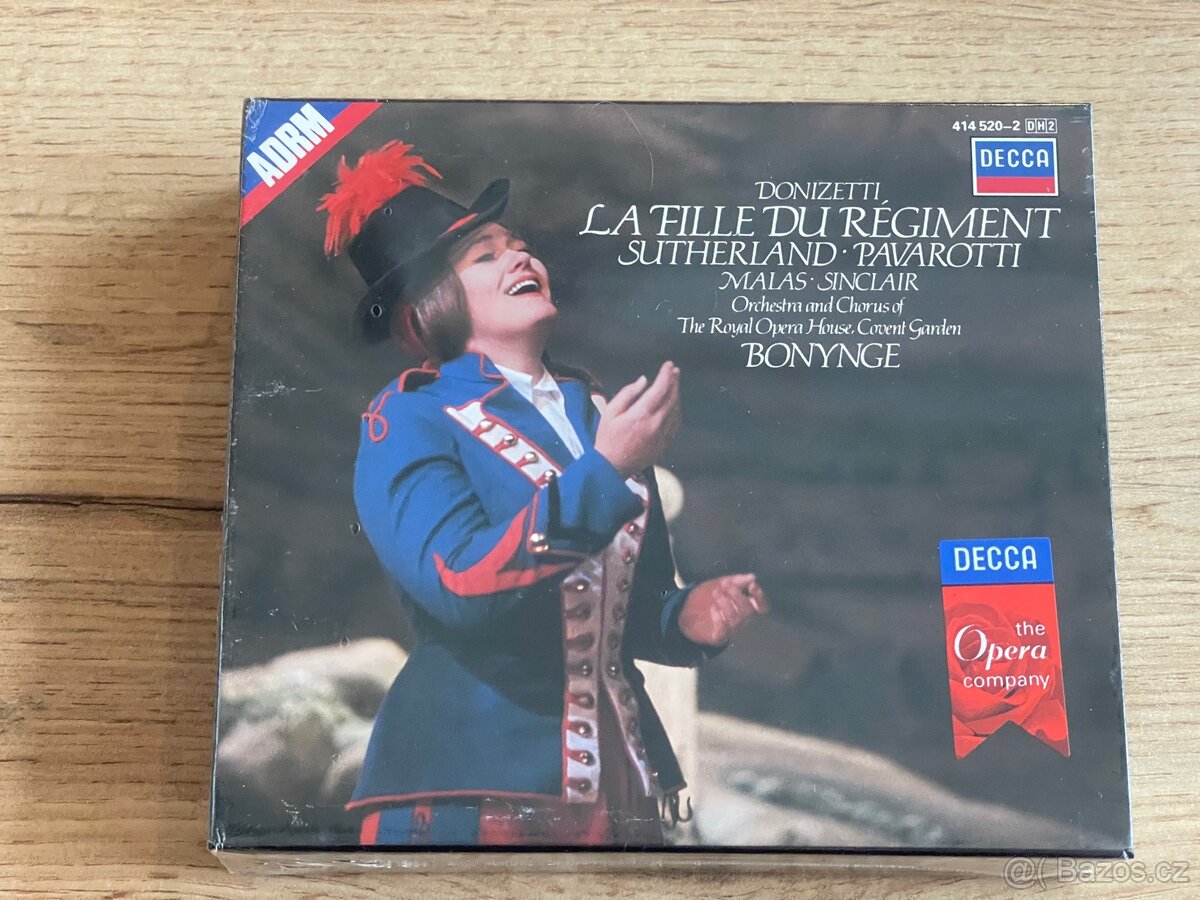 ADRM
414 520–2 DH2
DECCA
DONIZETTI
LA FILLE DU RÉGIMENT
SUTHERLAND · PAVAROTTI
MALAS · SINCLAIR
Orchestra and Chorus of
The Royal Opera House, Covent Garden
BONYNGE
DECCA
the
Opera
company
@( Bazos.cz